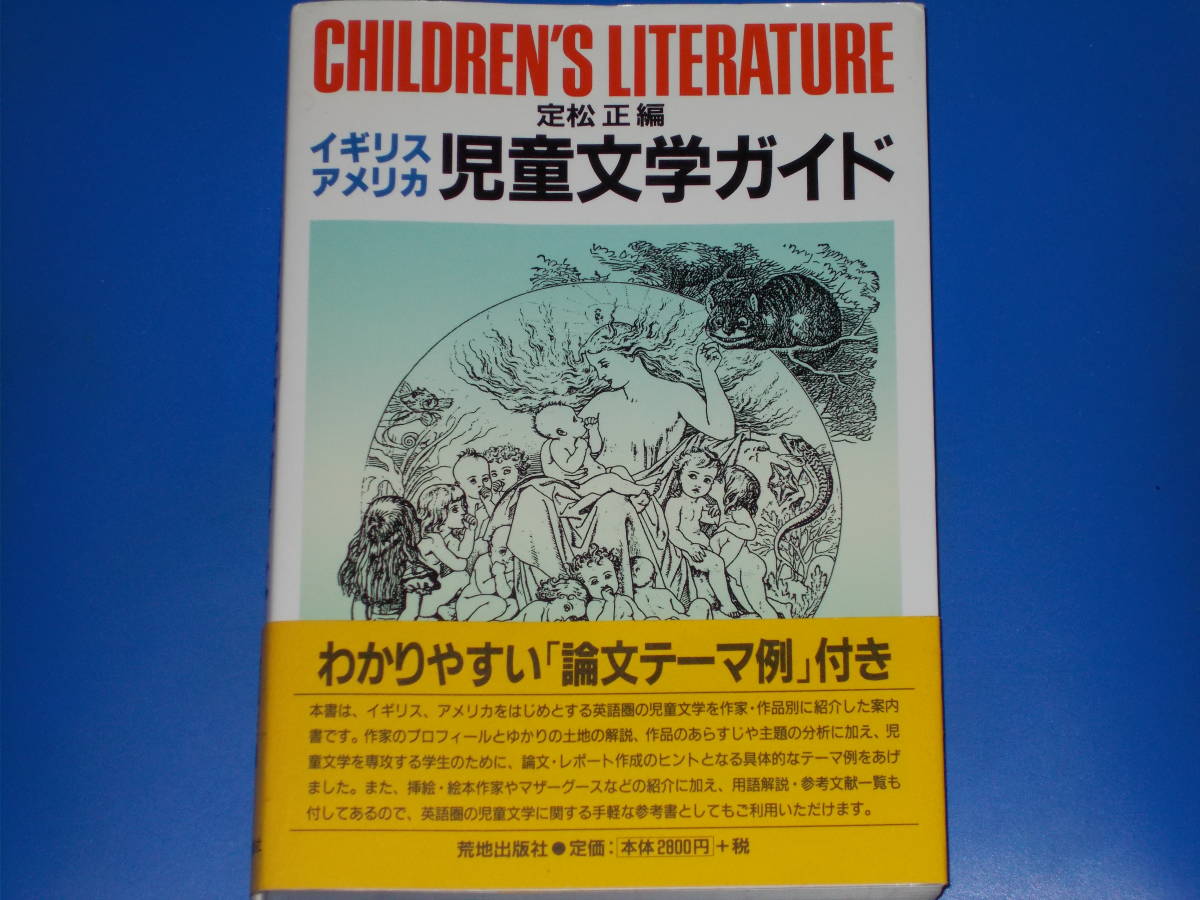 CHILDREN'S LITERATURE
定松 正 編
イギリス
アメリカ
児童文学ガイド
わかりやすい「論文テーマ例」付き
本書は、イギリス、アメリカをはじめとする英語圏の児童文学を作家・作品別に紹介した案内
書です。作家のプロフィールとゆかりの土地の解説、作品のあらすじや主題の分析に加え、児
童文学を専攻する学生のために、論文・レポート作成のヒントとなる具体的なテーマ例をあげ
ました。また、挿絵・絵本作家やマザーグースなどの紹介に加え、用語解説・参考文献一覧も
付してあるので、英語圏の児童文学に関する手軽な参考書としてもご利用いただけます。
荒地出版社●定価：本体2800円+税